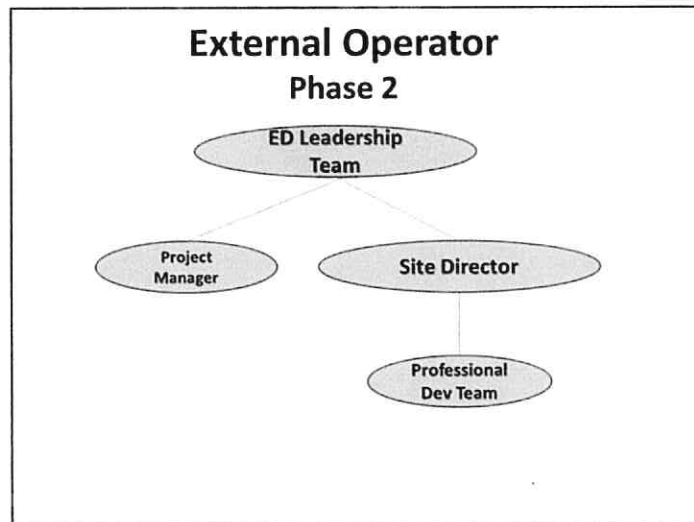 External Operator
Phase 2
ED Leadership
Team
Project
Manager
Site Director
Professional
Dev Team